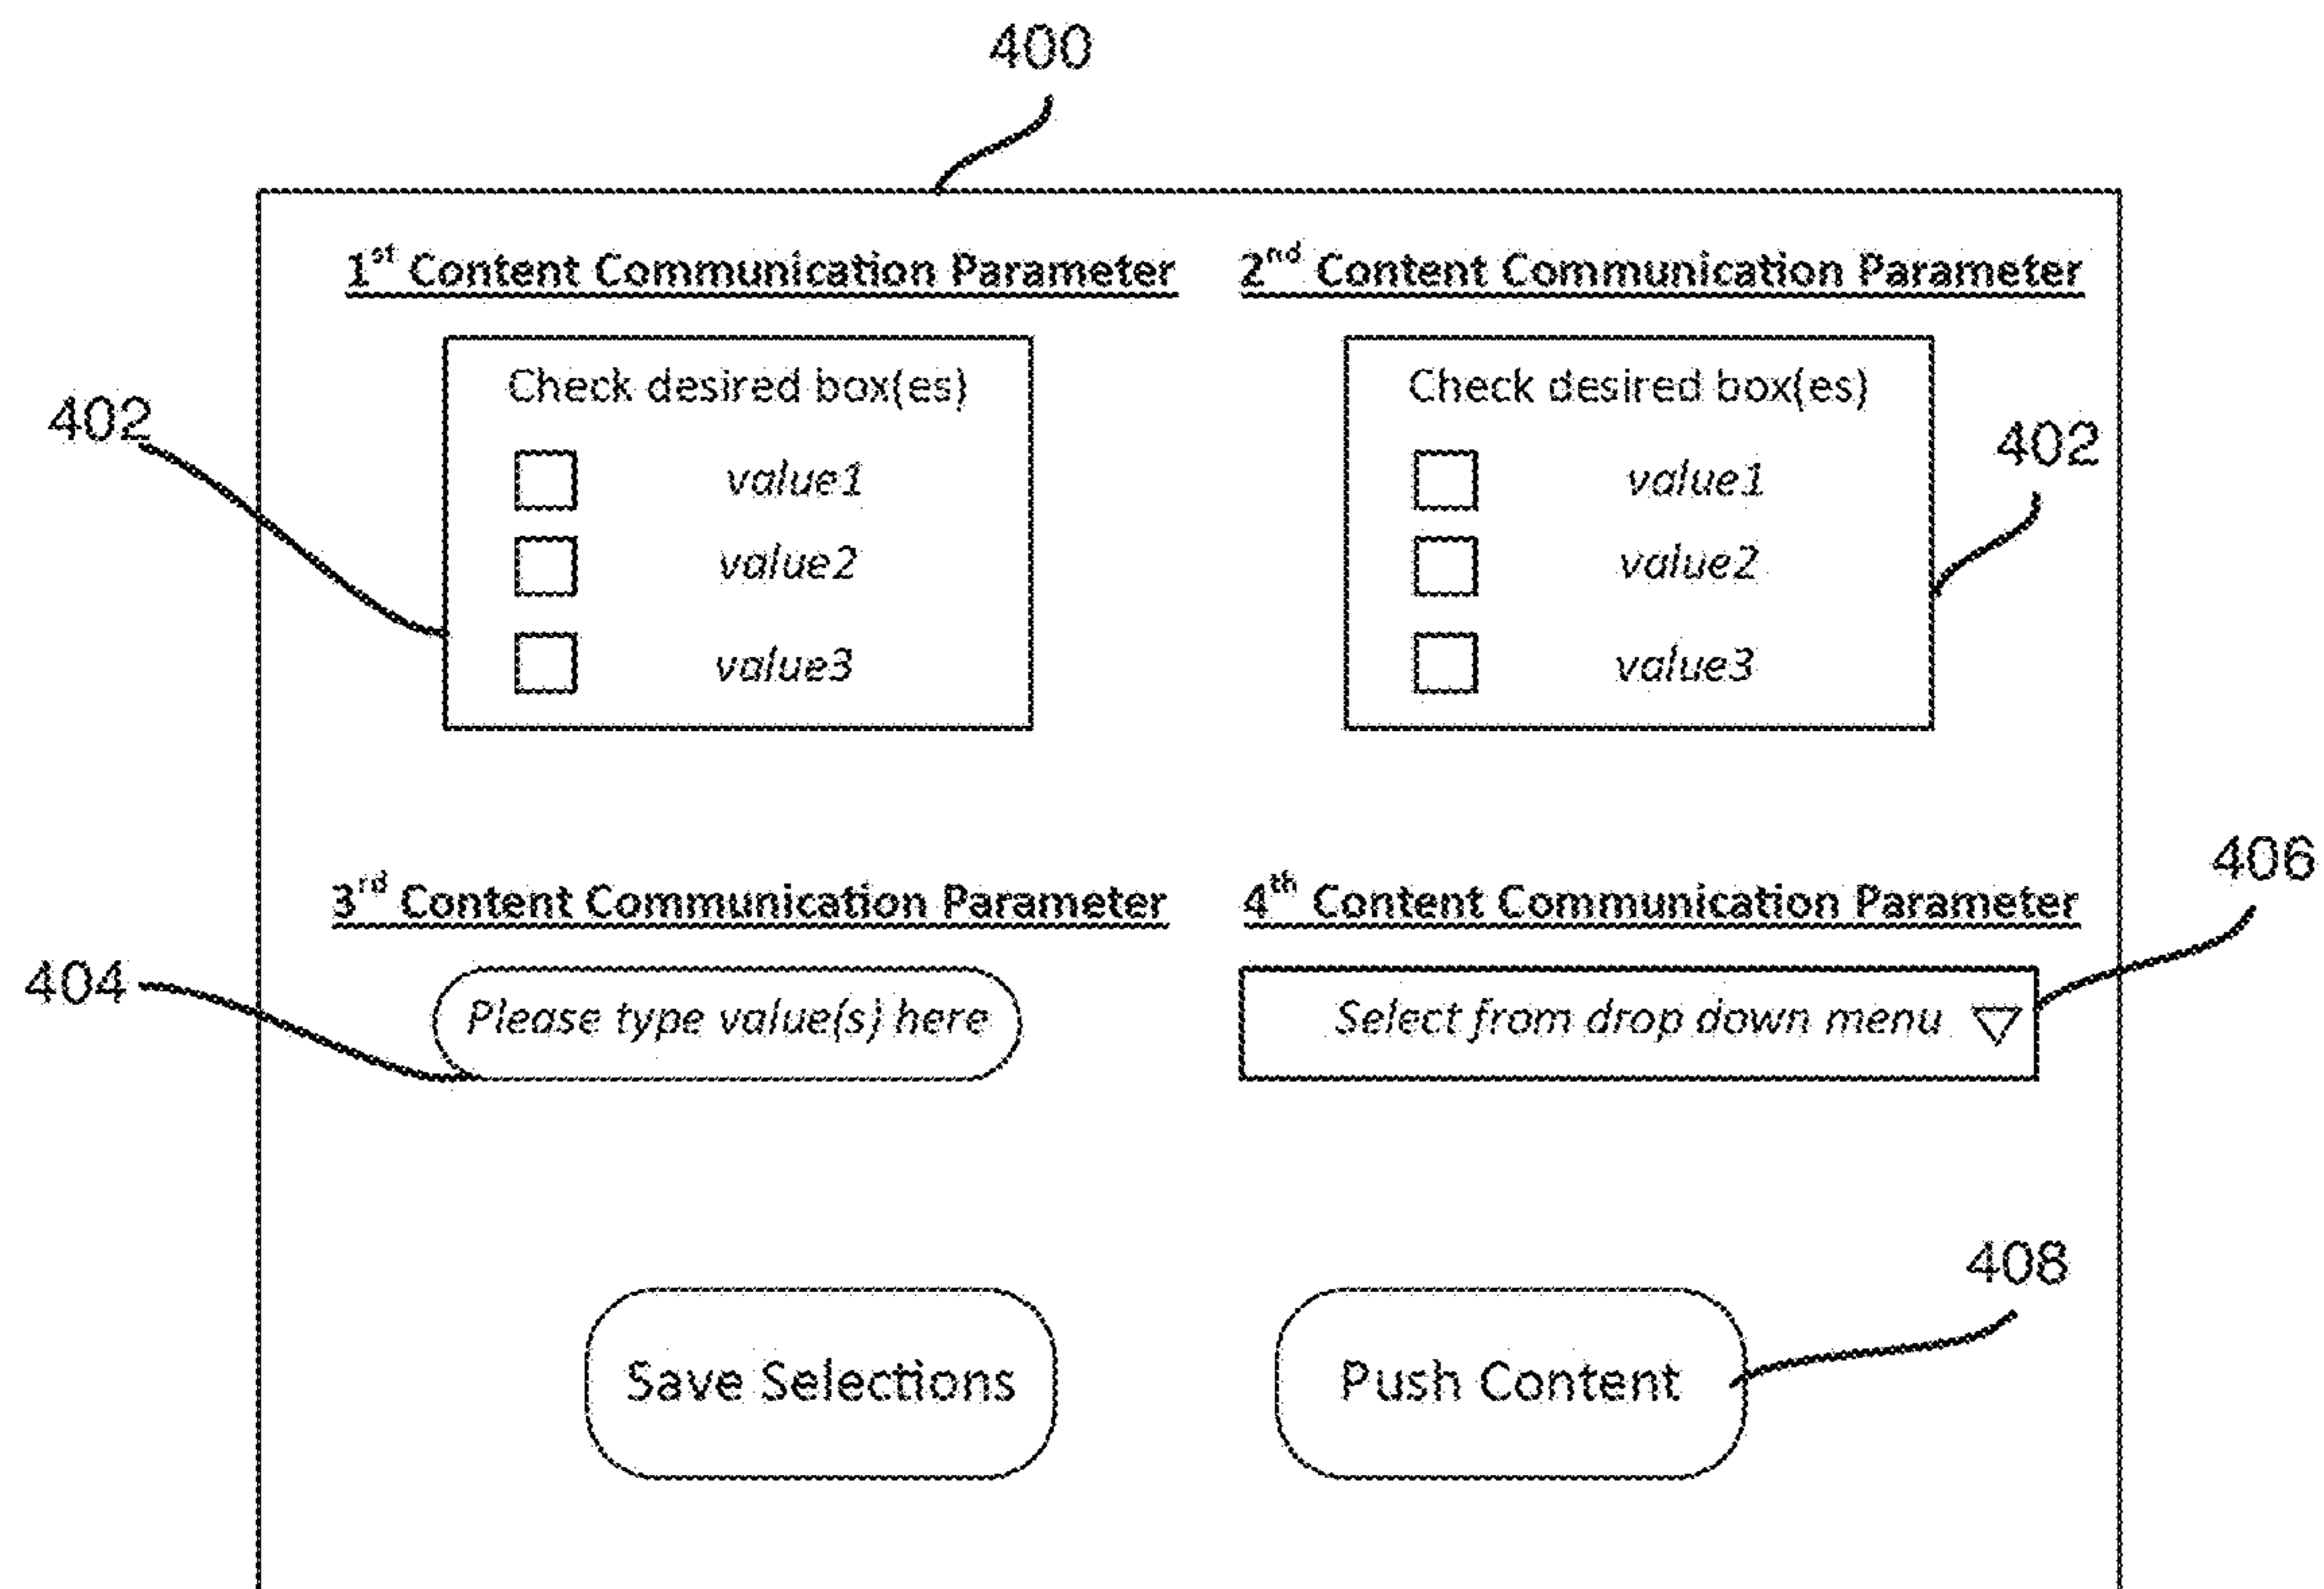 400
1st Content Communication Parameter
2nd Content Communication Parameter
Check desired box(es)
Check desired box(es)
402
402
value1
value1
value2
value2
value3
value3
406
3rd Content Communication Parameter
4th Content Communication Parameter
404
Please type value(s) here
Select from drop down menu
408
Save Selections
Push Content